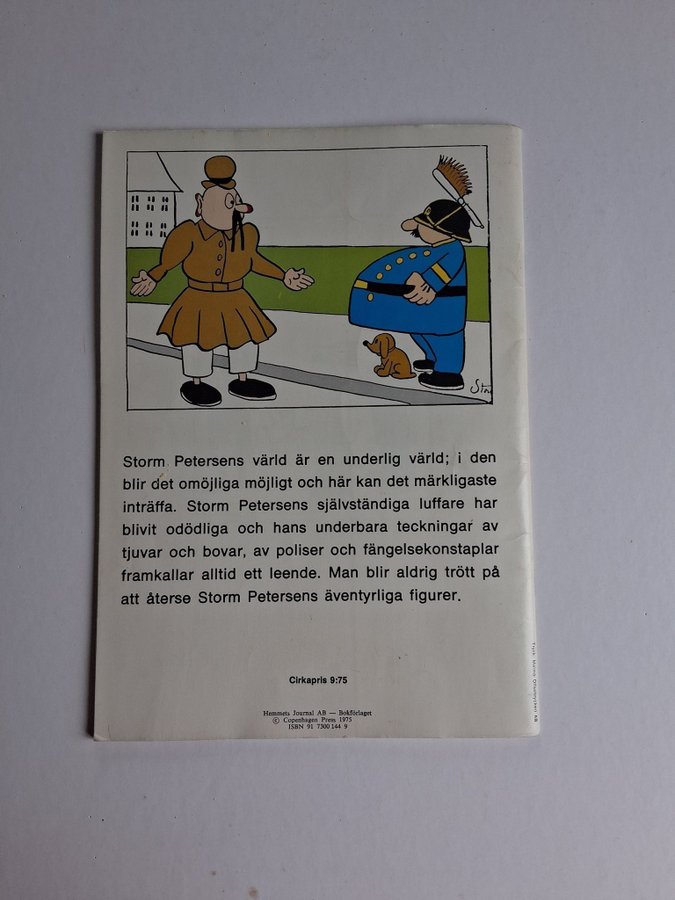 Sto
Storm Petersens värld är en underlig värld; i den
blir det omöjliga möjligt och här kan det märkligaste
inträffa. Storm Petersens självständiga luffare har
blivit odödliga och hans underbara teckningar av
tjuvar och bovar, av poliser och fängelsekonstaplar
framkallar alltid ett leende. Man blir aldrig trött på
att återse Storm Petersens äventyrliga figurer.
Cirkapris 9:75
Hemmets Journal AB — Bokförlaget
© Copenhagen Press 1975
ISBN 91 7300 144 9